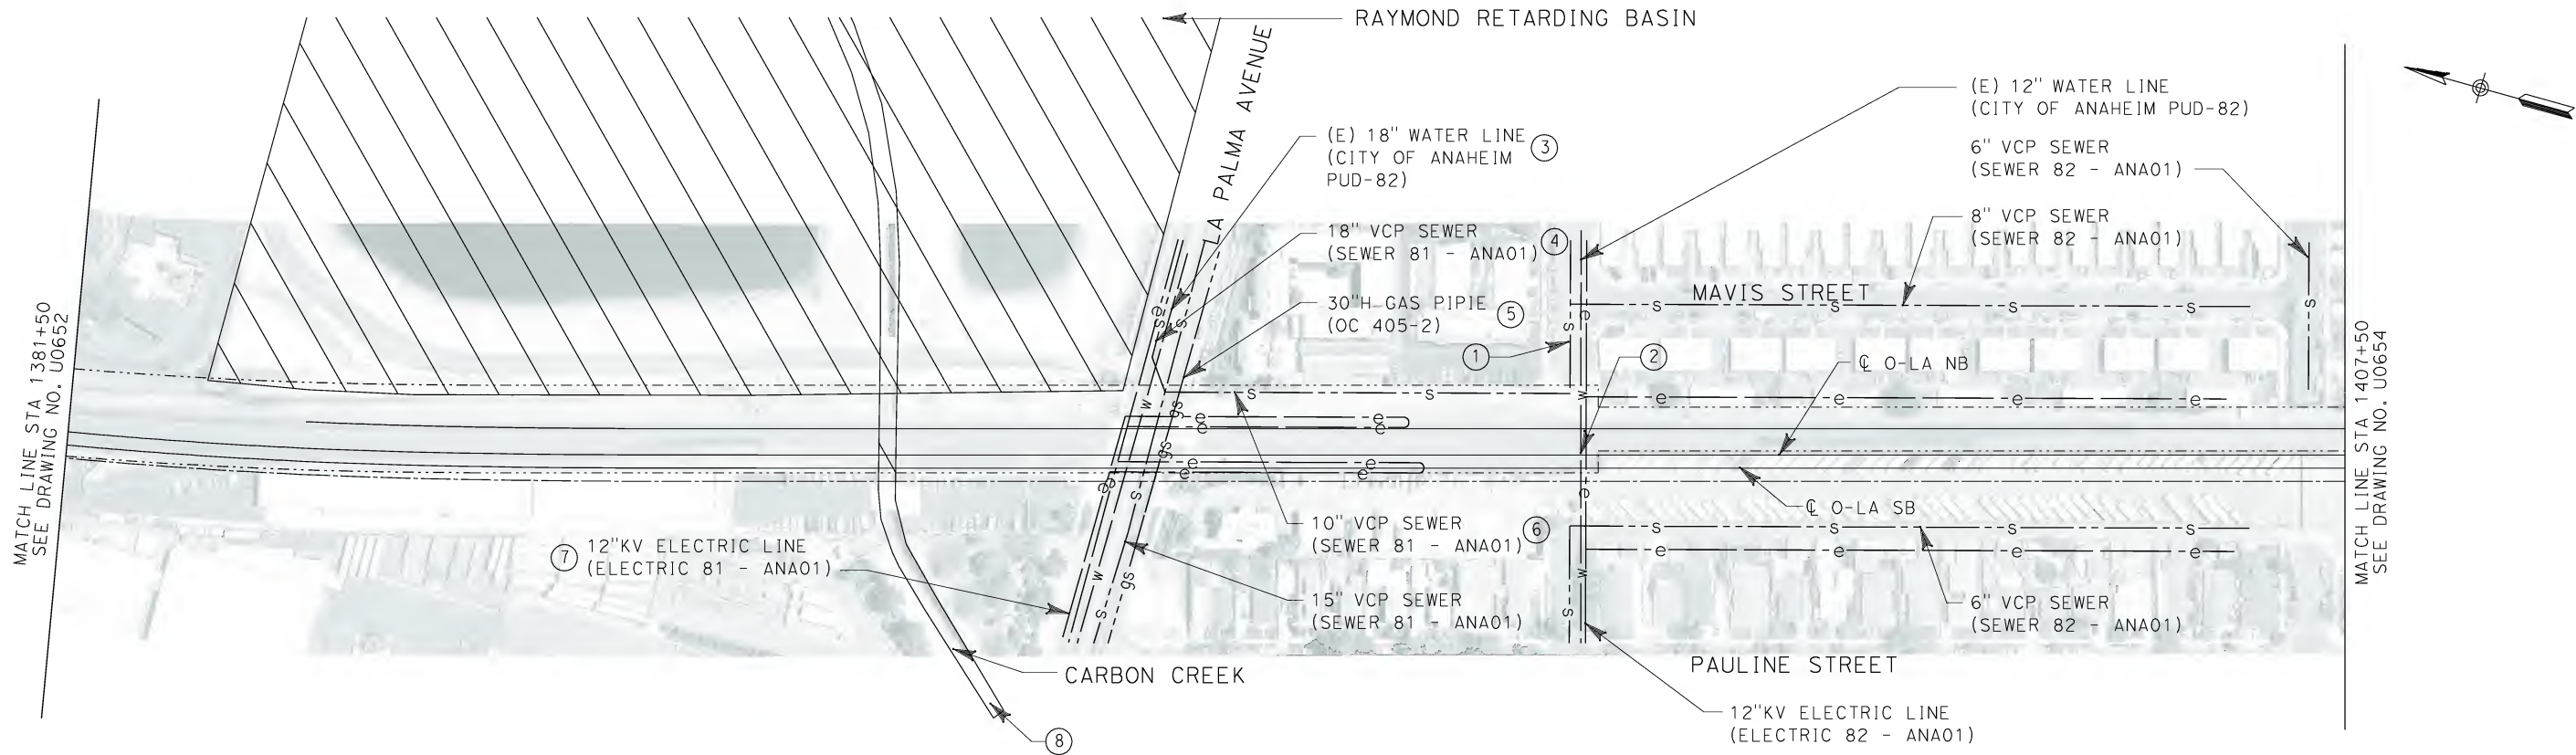 RAYMOND RETARDING BASIN
LA PALMA AVENUE
(E) 18" WATER LINE
(CITY OF ANAHEIM
PUD-82)
3
18" VCP SEWER
(SEWER 81 - ANA01)
4
30"H GAS PIPIE
(OC 405-2)
5
(E) 12" WATER LINE
(CITY OF ANAHEIM PUD-82)
6" VCP SEWER
(SEWER 82 - ANA01)
8" VCP SEWER
(SEWER 82 - ANA01)
MAVIS STREET
1
2
℄ O-LA NB
℄ O-LA SB
MATCH LINE STA 1381+50
SEE DRAWING NO. U0652
MATCH LINE STA 1407+50
SEE DRAWING NO. U0654
10" VCP SEWER
(SEWER 81 - ANA01)
6
7
12"KV ELECTRIC LINE
(ELECTRIC 81 - ANA01)
15" VCP SEWER
(SEWER 81 - ANA01)
6" VCP SEWER
(SEWER 82 - ANA01)
CARBON CREEK
PAULINE STREET
8
12"KV ELECTRIC LINE
(ELECTRIC 82 - ANA01)
e
s
s
w
gs
gs
e
e
e
e
e
e
e
e
ee
s
w
s
gs
s
s
s
e
w
e
w
s
s
s
s
s
s
e
e
e
e
s
s
s
s
e
e
e
e